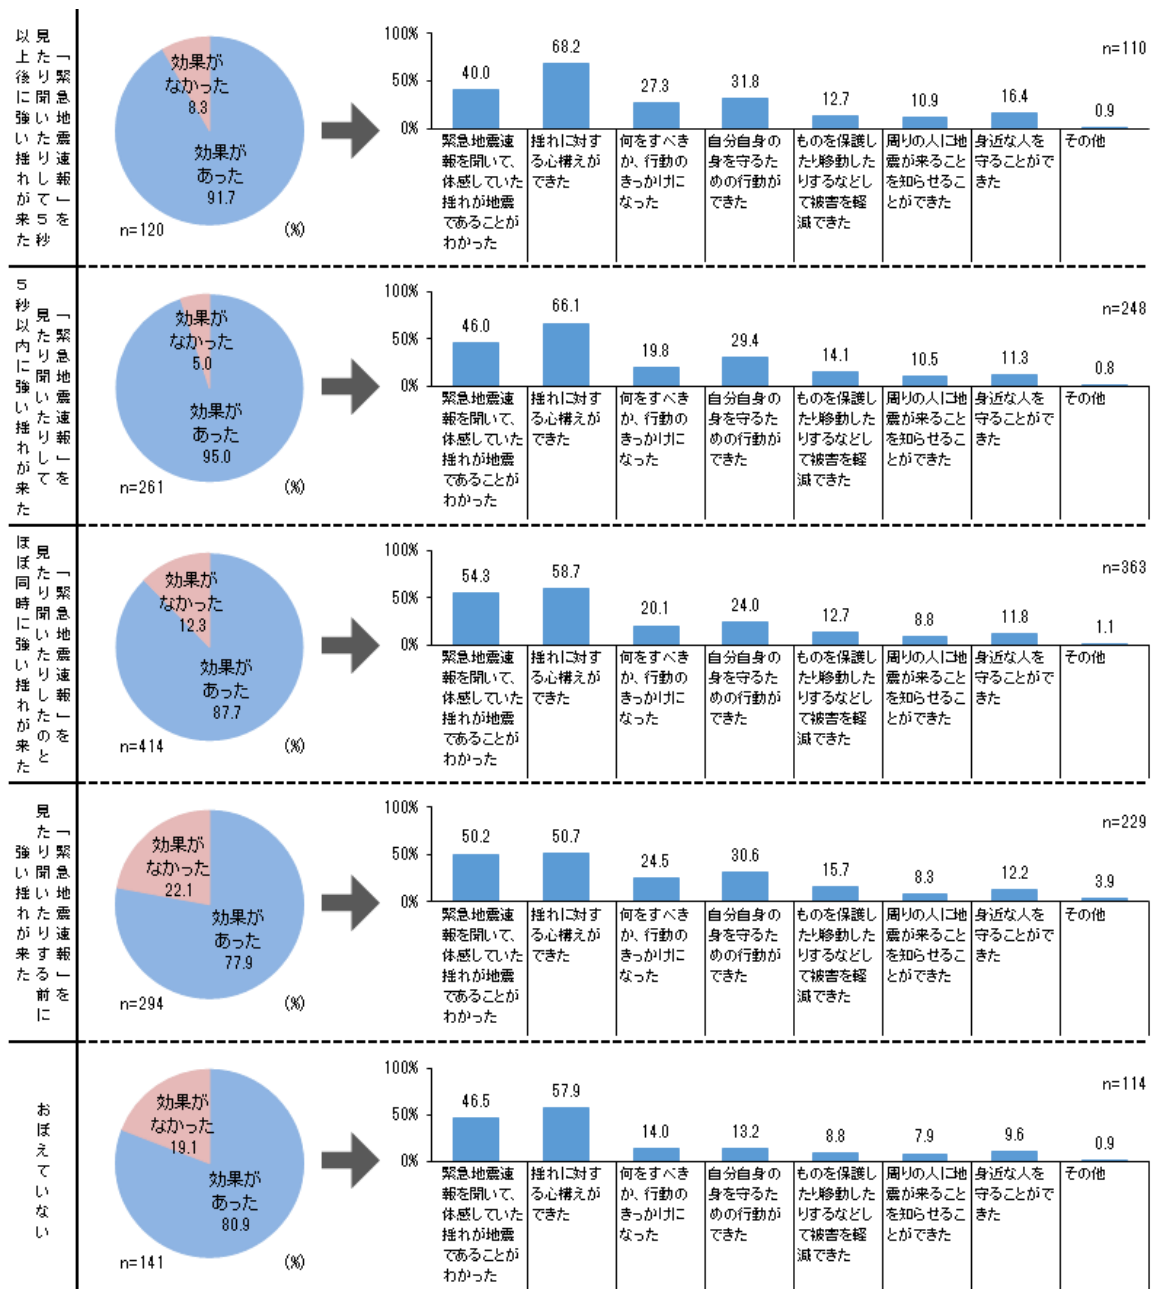 「緊急地震速報」を
見たり聞いたりして5秒
以上後に強い揺れが来た
効果が
なかった
8.3
効果が
あった
91.7
n=120
(%)
100%
50%
0%
n=110
40.0
68.2
27.3
31.8
12.7
10.9
16.4
0.9
緊急地震速
報を聞いて、
体感していた
揺れが地震
であることが
わかった
揺れに対す
る心構えが
できた
何をすべき
か、行動の
きっかけに
なった
自分自身の
身を守るた
めの行動が
できた
ものを保護し
たり移動した
りするなどし
て被害を軽
減できた
周りの人に地
震が来ること
を知らせるこ
とができた
身近な人を
守ることがで
きた
その他
「緊急地震速報」を
見たり聞いたりして
5秒以内に強い揺れが来た
効果が
なかった
5.0
効果が
あった
95.0
n=261
(%)
100%
50%
0%
n=248
46.0
66.1
19.8
29.4
14.1
10.5
11.3
0.8
緊急地震速
報を聞いて、
体感していた
揺れが地震
であることが
わかった
揺れに対す
る心構えが
できた
何をすべき
か、行動の
きっかけに
なった
自分自身の
身を守るた
めの行動が
できた
ものを保護し
たり移動した
りするなどし
て被害を軽
減できた
周りの人に地
震が来ること
を知らせるこ
とができた
身近な人を
守ることがで
きた
その他
「緊急地震速報」を
見たり聞いたりしたのと
ほぼ同時に強い揺れが来た
効果が
なかった
12.3
効果が
あった
87.7
n=414
(%)
100%
50%
0%
n=363
54.3
58.7
20.1
24.0
12.7
8.8
11.8
1.1
緊急地震速
報を聞いて、
体感していた
揺れが地震
であることが
わかった
揺れに対す
る心構えが
できた
何をすべき
か、行動の
きっかけに
なった
自分自身の
身を守るた
めの行動が
できた
ものを保護し
たり移動した
りするなどし
て被害を軽
減できた
周りの人に地
震が来ること
を知らせるこ
とができた
身近な人を
守ることがで
きた
その他
「緊急地震速報」を
見たり聞いたりする前に
強い揺れが来た
効果が
なかった
22.1
効果が
あった
77.9
n=294
(%)
100%
50%
0%
n=229
50.2
50.7
24.5
30.6
15.7
8.3
12.2
3.9
緊急地震速
報を聞いて、
体感していた
揺れが地震
であることが
わかった
揺れに対す
る心構えが
できた
何をすべき
か、行動の
きっかけに
なった
自分自身の
身を守るた
めの行動が
できた
ものを保護し
たり移動した
りするなどし
て被害を軽
減できた
周りの人に地
震が来ること
を知らせるこ
とができた
身近な人を
守ることがで
きた
その他
おぼえていない
効果が
なかった
19.1
効果が
あった
80.9
n=141
(%)
100%
50%
0%
n=114
46.5
57.9
14.0
13.2
8.8
7.9
9.6
0.9
緊急地震速
報を聞いて、
体感していた
揺れが地震
であることが
わかった
揺れに対す
る心構えが
できた
何をすべき
か、行動の
きっかけに
なった
自分自身の
身を守るた
めの行動が
できた
ものを保護し
たり移動した
りするなどし
て被害を軽
減できた
周りの人に地
震が来ること
を知らせるこ
とができた
身近な人を
守ることがで
きた
その他